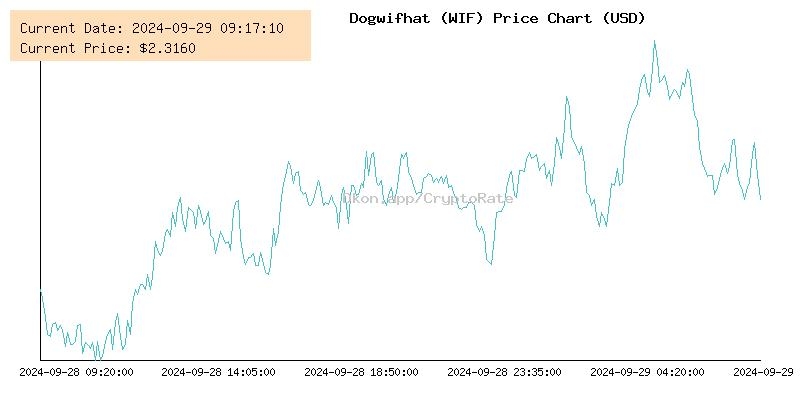 Dogwifhat (WIF) Price Chart (USD)
Current Date: 2024-09-29 09:17:10
Current Price: $2.3160
2024-09-28 09:20:00
2024-09-28 14:05:00
2024-09-28 18:50:00
2024-09-28 23:35:00
2024-09-29 04:20:00
2024-09-29